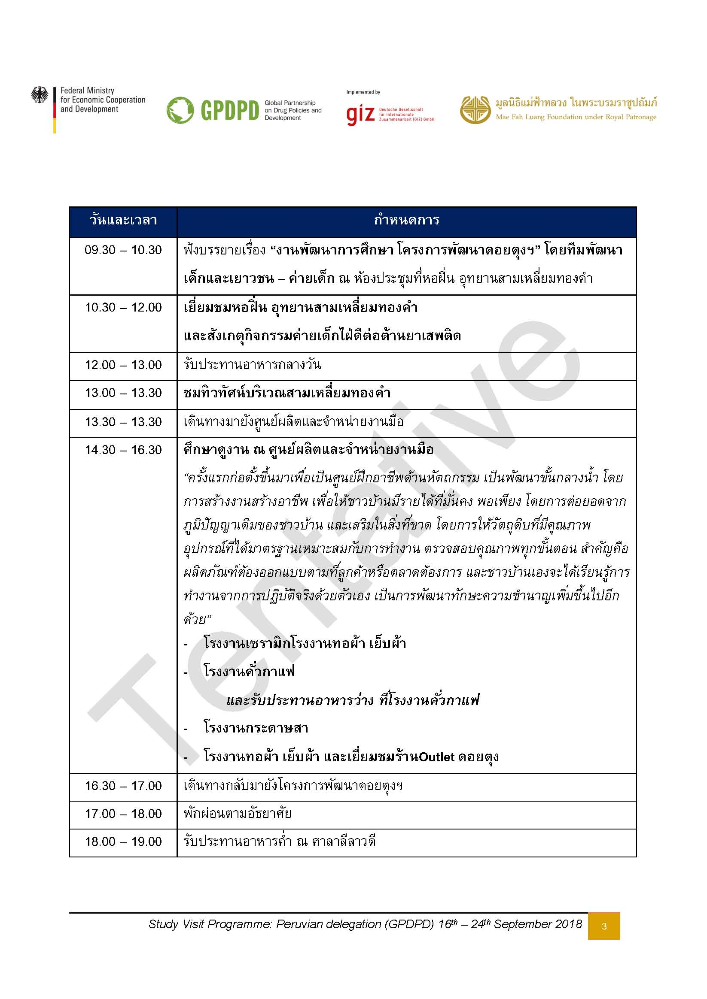 Federal Ministry
for Economic Cooperation
and Development
GPDPD
Global Partnership
on Drug Policies and
Development
Implemented by
giz
Deutsche Gesellschaft
für Internationale
Zusammenarbeit (GIZ) GmbH
มูลนิธิแม่ฟ้าหลวง ในพระบรมราชูปถัมภ์
Mae Fah Luang Foundation under Royal Patronage
วันและเวลา กำหนดการ
09.30 – 10.30 ฟังบรรยายเรื่อง “งานพัฒนาการศึกษา โครงการพัฒนาดอยตุงฯ” โดยทีมพัฒนา
เด็กและเยาวชน – ค่ายเด็ก ณ ห้องประชุมที่หอฝิ่น อุทยานสามเหลี่ยมทองคำ
10.30 – 12.00 เยี่ยมชมหอฝิ่น อุทยานสามเหลี่ยมทองคำ
และสังเกตุกิจกรรมค่ายเด็กไฝ่ดีต่อต้านยาเสพติด
12.00 – 13.00 รับประทานอาหารกลางวัน
13.00 – 13.30 ชมทิวทัศน์บริเวณสามเหลี่ยมทองคำ
13.30 – 13.30 เดินทางมายังศูนย์ผลิตและจำหน่ายงานมือ
14.30 – 16.30 ศึกษาดูงาน ณ ศูนย์ผลิตและจำหน่ายงานมือ
“ครั้งแรกก่อตั้งขึ้นมาเพื่อเป็นศูนย์ฝึกอาชีพด้านหัตถกรรม เป็นพัฒนาขั้นกลางน้ำ โดย
การสร้างงานสร้างอาชีพ เพื่อให้ชาวบ้านมีรายได้ที่มั่นคง พอเพียง โดยการต่อยอดจาก
ภูมิปัญญาเดิมของชาวบ้าน และเสริมในสิ่งที่ขาด โดยการให้วัตถุดิบที่มีคุณภาพ
อุปกรณ์ที่ได้มาตรฐานเหมาะสมกับการทำงาน ตรวจสอบคุณภาพทุกขั้นตอน สำคัญคือ
ผลิตภัณฑ์ต้องออกแบบตามที่ลูกค้าหรือตลาดต้องการ และชาวบ้านเองจะได้เรียนรู้การ
ทำงานจากการปฏิบัติจริงด้วยตัวเอง เป็นการพัฒนาทักษะความชำนาญเพิ่มขึ้นไปอีก
ด้วย”
- โรงงานเซรามิกโรงงานทอผ้า เย็บผ้า
- โรงงานคั่วกาแฟ
และรับประทานอาหารว่าง ที่โรงงานคั่วกาแฟ
- โรงงานกระดาษสา
- โรงงานทอผ้า เย็บผ้า และเยี่ยมชมร้านOutlet ดอยตุง
16.30 – 17.00 เดินทางกลับมายังโครงการพัฒนาดอยตุงฯ
17.00 – 18.00 พักผ่อนตามอัธยาศัย
18.00 – 19.00 รับประทานอาหารค่ำ ณ ศาลาลีลาวดี
Tentative
Study Visit Programme: Peruvian delegation (GPDPD) 16th – 24th September 2018 3